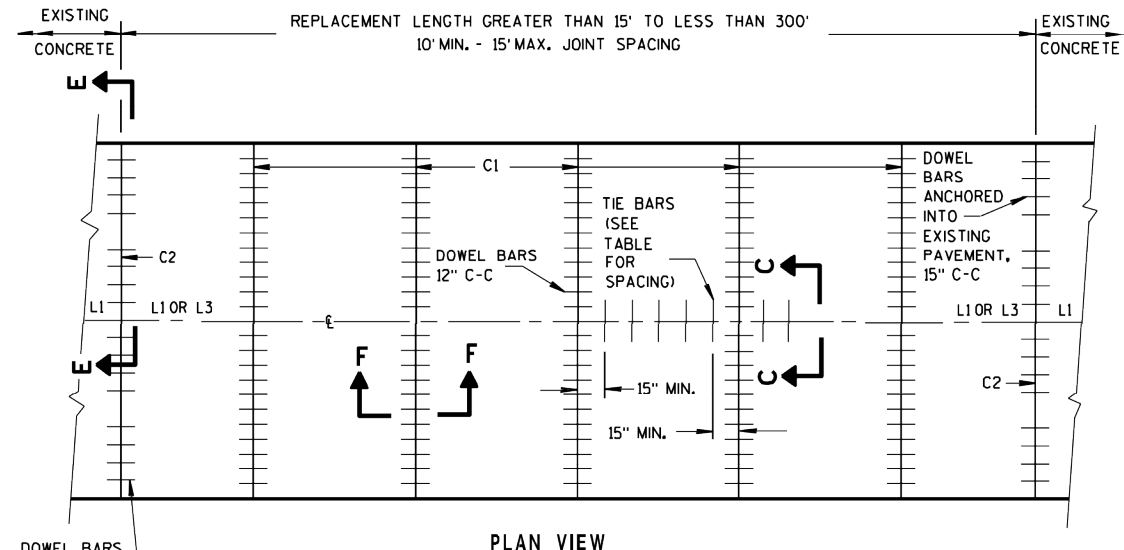 EXISTING
CONCRETE
REPLACEMENT LENGTH GREATER THAN 15' TO LESS THAN 300'
10' MIN. - 15' MAX. JOINT SPACING
EXISTING
CONCRETE
E
C1
TIE BARS
(SEE
TABLE
FOR
SPACING)
DOWEL BARS
12" C-C
DOWEL
BARS
ANCHORED
INTO
EXISTING
PAVEMENT,
15" C-C
C2
C
L1
L1 OR L3
℄
L1 OR L3
L1
E
F
F
C
C2
15" MIN.
15" MIN.
DOWEL BARS
PLAN VIEW